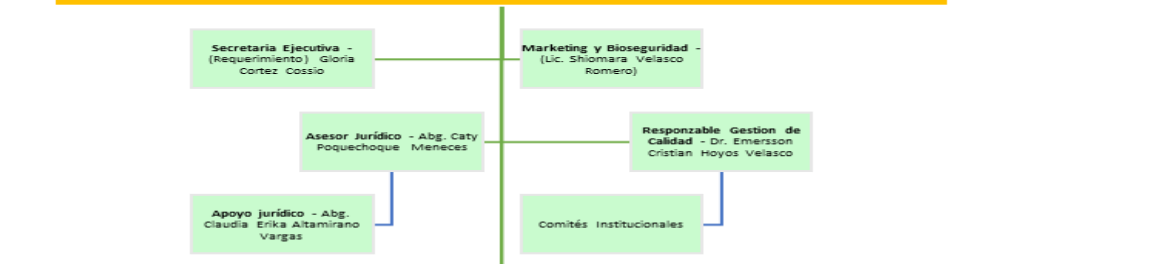 Secretaria Ejecutiva -
(Requerimiento) Gloria
Cortez Cossio
Marketing y Bioseguridad -
(Lic. Shiomara Velasco
Romero)
Asesor Jurídico - Abg. Caty
Poquechoque Meneces
Responzable Gestion de
Calidad - Dr. Emersson
Cristian Hoyos Velasco
Apoyo jurídico - Abg.
Claudia Erika Altamirano
Vargas
Comités Institucionales